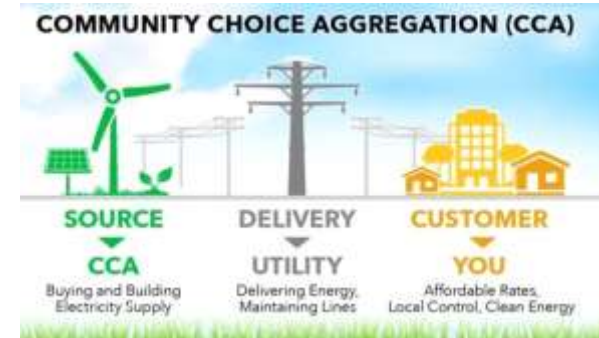 COMMUNITY CHOICE AGGREGATION (CCA)
SOURCE
CCA
Buying and Building
Electricity Supply
DELIVERY
UTILITY
Delivering Energy,
Maintaining Lines
CUSTOMER
YOU
Affordable Rates,
Local Control, Clean Energy